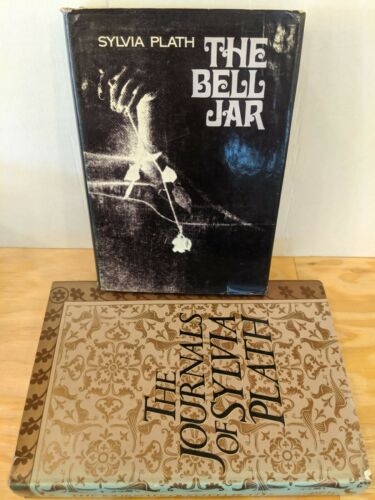 SYLVIA PLATH
THE
BELL
JAR
THE
JOURNALS
OF SYLVIA
PLATH